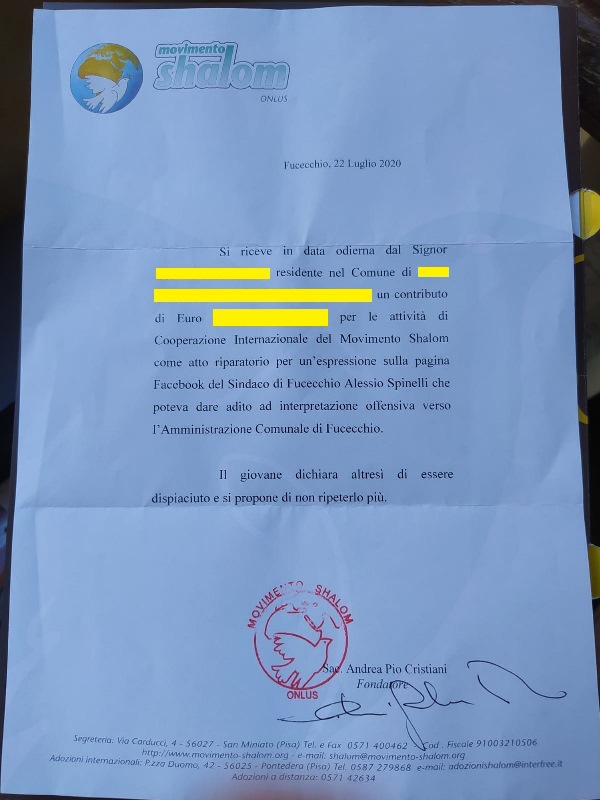 movimento
shalom
ONLUS
Fucecchio, 22 Luglio 2020
Si riceve in data odierna dal Signor
residente nel Comune di
un contributo
di Euro per le attività di
Cooperazione Internazionale del Movimento Shalom
come atto riparatorio per un'espressione sulla pagina
Facebook del Sindaco di Fucecchio Alessio Spinelli che
poteva dare adito ad interpretazione offensiva verso
l'Amministrazione Comunale di Fucecchio.
Il giovane dichiara altresì di essere
dispiaciuto e si propone di non ripeterlo più.
MOVIMENTO SHALOM
ONLUS
Sac. Andrea Pio Cristiani
Fondatore
Segreteria: Via Carducci, 4 - 56027 - San Miniato (Pisa) Tel. e Fax 0571 400462 - Cod . Fiscale 91003210506
http://www.movimento-shalom.org - e-mail: shalom@movimento-shalom.org
Adozioni internazionali: P.zza Duomo, 42 - 56025 - Pontedera (Pisa) Tel. 0587 279868 e-mail: adozionishalom@interfree.it
Adozioni a distanza: 0571 42634